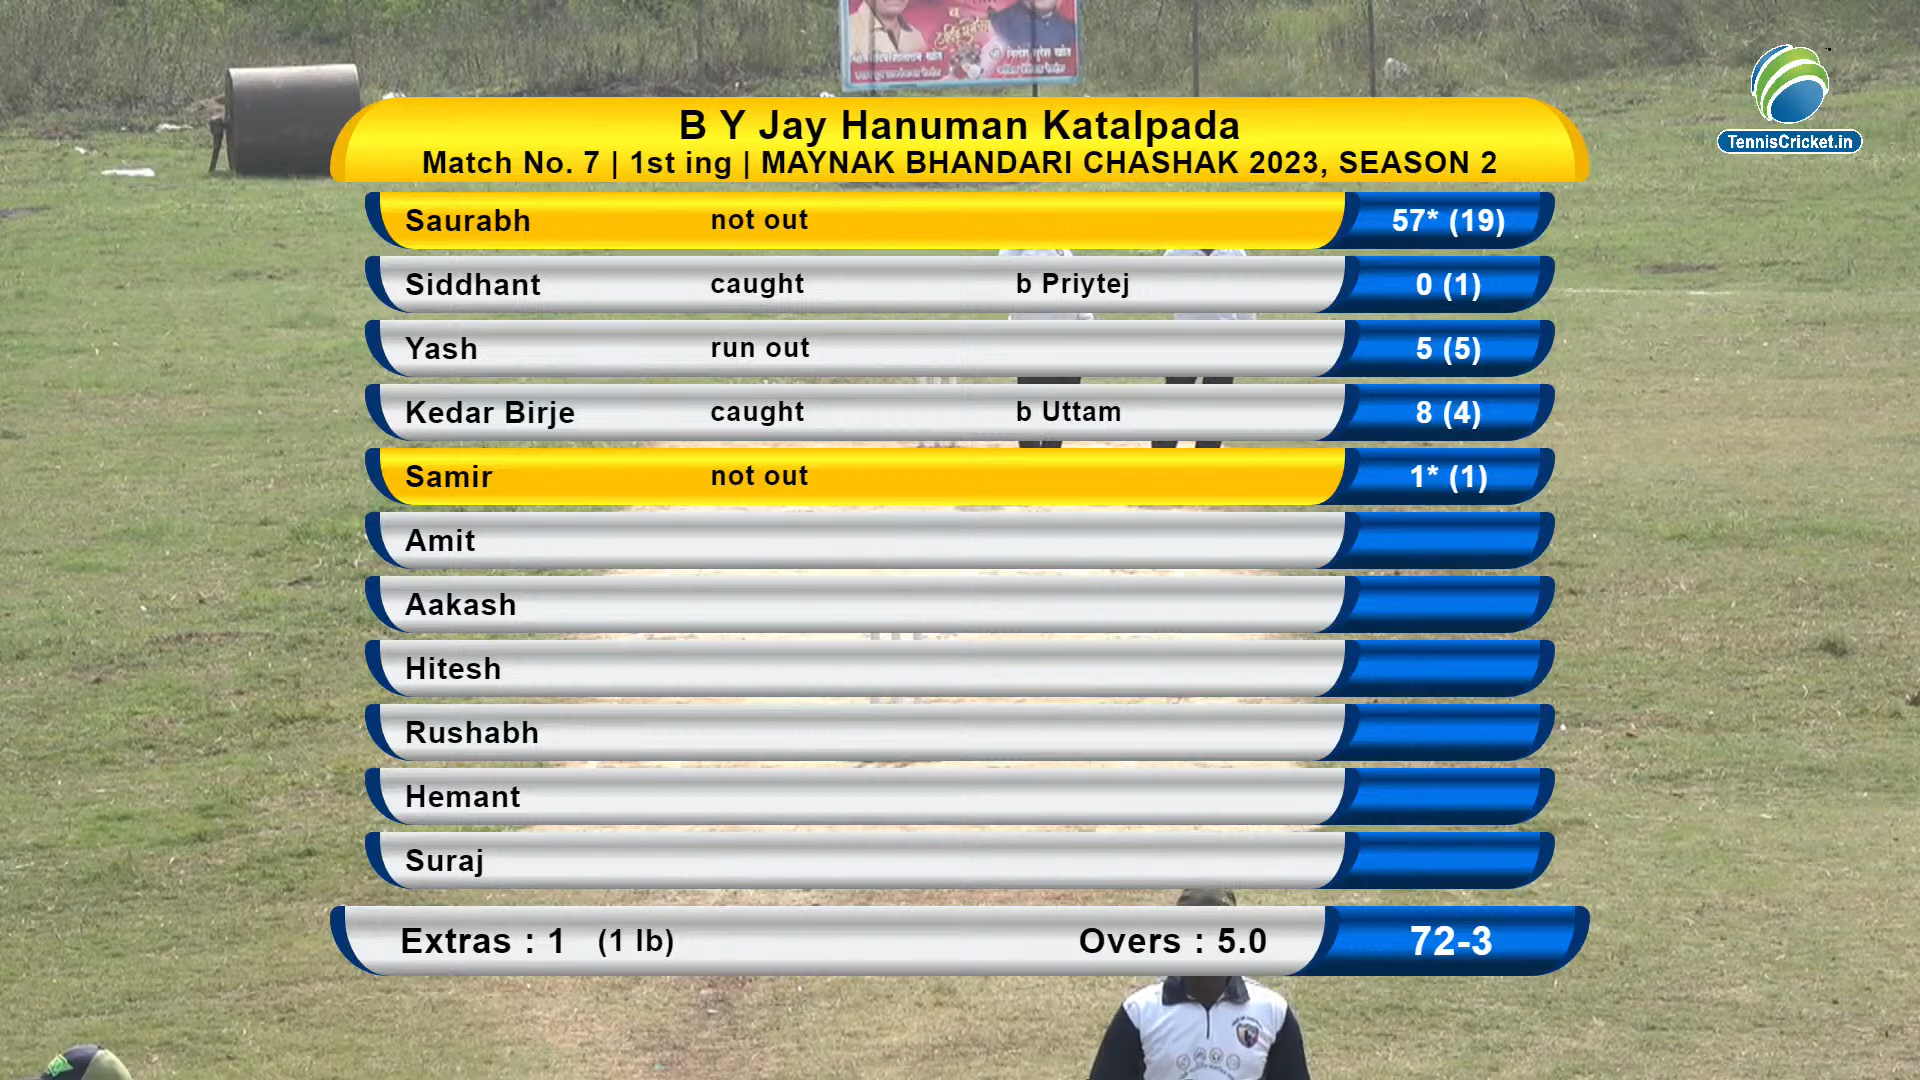 TennisCricket.in
B Y Jay Hanuman Katalpada
Match No. 7 | 1st ing | MAYNAK BHANDARI CHASHAK 2023, SEASON 2
Saurabh not out 57* (19)
Siddhant caught b Priytej 0 (1)
Yash run out 5 (5)
Kedar Birje caught b Uttam 8 (4)
Samir not out 1* (1)
Amit
Aakash
Hitesh
Rushabh
Hemant
Suraj
Extras : 1 (1 lb) Overs : 5.0 72-3